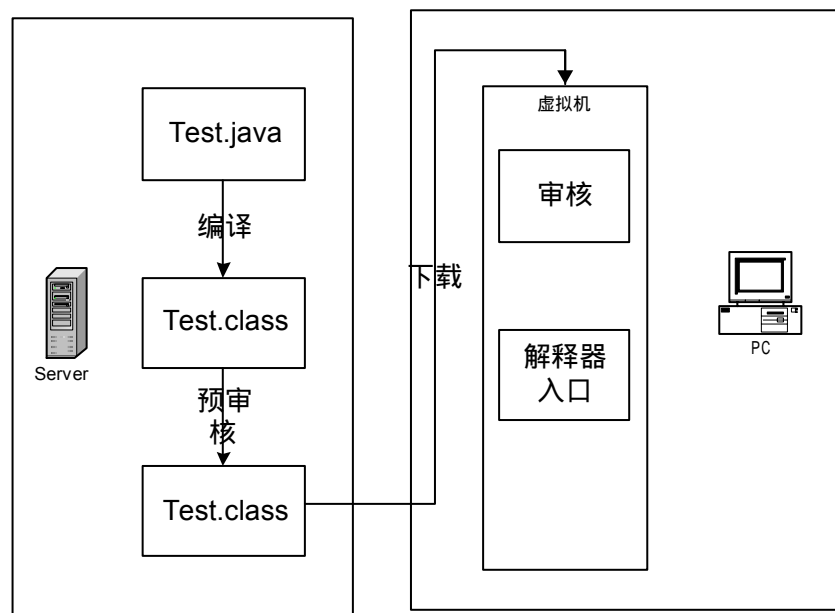 Test.java
编译
Test.class
Server
预审
核
Test.class
下载
虚拟机
审核
解释器
入口
PC